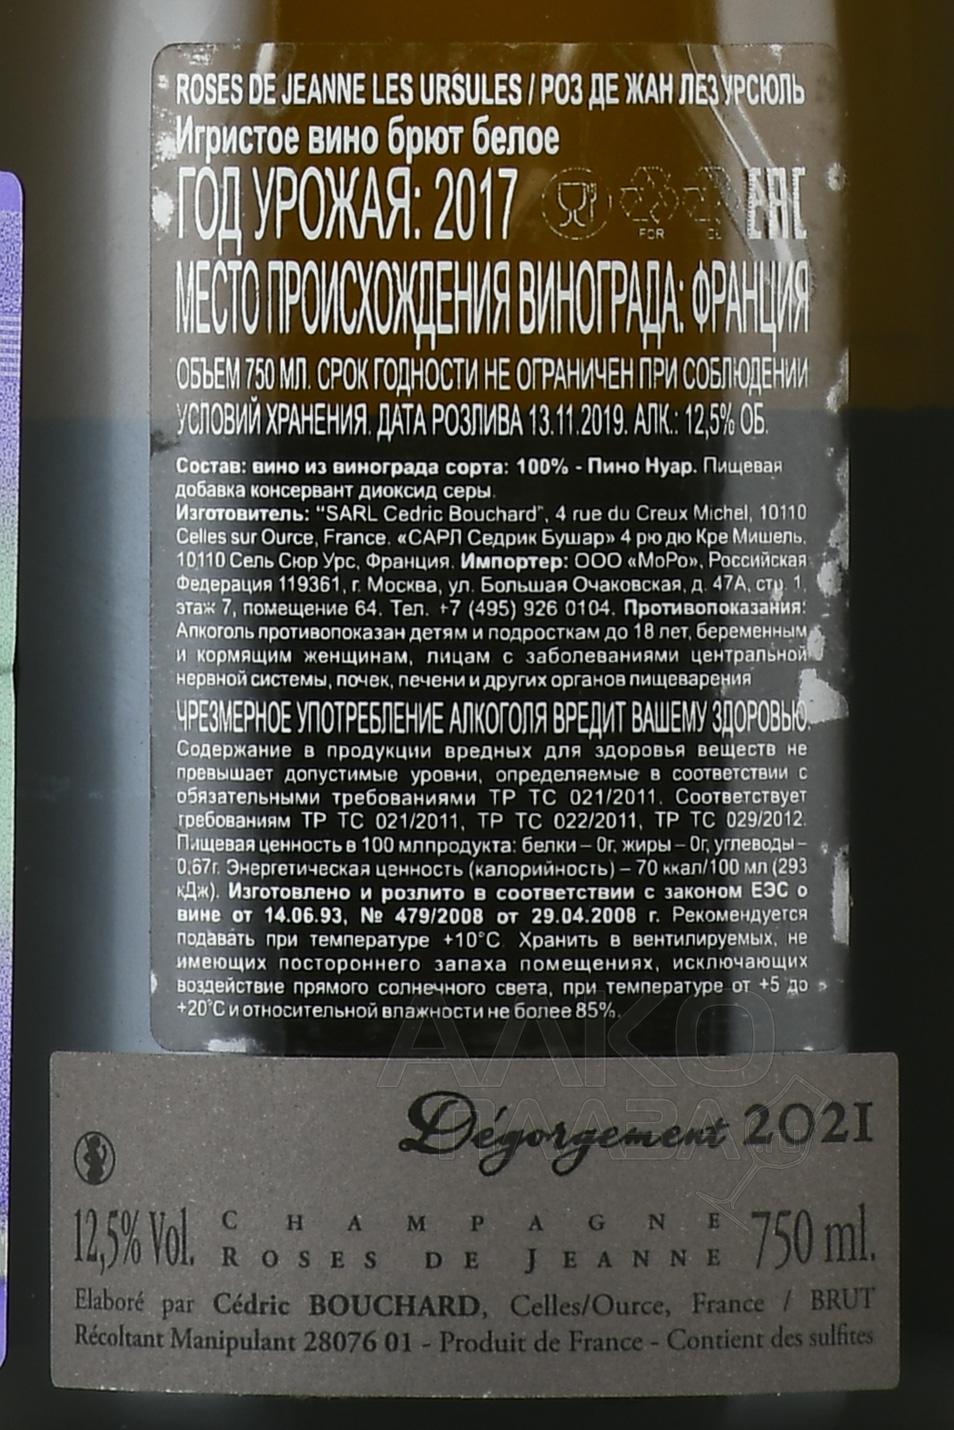 ROSES DE JEANNE LES URSULES / РОЗ ДЕ ЖАН ЛЕЗ УРСЮЛЬ
Игристое вино брют белое
ГОД УРОЖАЯ: 2017
FOR
EAC
МЕСТО ПРОИСХОЖДЕНИЯ ВИНОГРАДА: ФРАНЦИЯ
ОБЪЕМ 750 МЛ. СРОК ГОДНОСТИ НЕ ОГРАНИЧЕН ПРИ СОБЛЮДЕНИИ
УСЛОВИЙ ХРАНЕНИЯ. ДАТА РОЗЛИВА 13.11.2019. АЛК.: 12,5% ОБ.
Состав: вино из винограда сорта: 100% - Пино Нуар. Пищевая
добавка консервант диоксид серы.
Изготовитель: "SARL Cedric Bouchard", 4 rue du Creux Michel, 10110
Celles sur Ource, France. «САРЛ Седрик Бушар» 4 рю дю Кре Мишель,
10110 Сель Сюр Урс, Франция. Импортер: ООО «МоРо», Российская
Федерация 119361, г. Москва, ул. Большая Очаковская, д. 47А, стр. 1,
этаж 7, помещение 64. Тел. +7 (495) 926 0104. Противопоказания:
Алкоголь противопоказан детям и подросткам до 18 лет, беременным
и кормящим женщинам, лицам с заболеваниями центральной
нервной системы, почек, печени и других органов пищеварения
ЧРЕЗМЕРНОЕ УПОТРЕБЛЕНИЕ АЛКОГОЛЯ ВРЕДИТ ВАШЕМУ ЗДОРОВЬЮ.
Содержание в продукции вредных для здоровья веществ не
превышает допустимые уровни, определяемые в соответствии с
обязательными требованиями ТР ТС 021/2011. Соответствует
требованиям ТР ТС 021/2011, ТР ТС 022/2011, ТР ТС 029/2012.
Пищевая ценность в 100 млпродукта: белки – 0г, жиры – 0г, углеводы –
0,67г. Энергетическая ценность (калорийность) – 70 ккал/100 мл (293
кДж). Изготовлено и розлито в соответствии с законом ЕЭС о
вине от 14.06.93, № 479/2008 от 29.04.2008 г. Рекомендуется
подавать при температуре +10°С. Хранить в вентилируемых, не
имеющих постороннего запаха помещениях, исключающих
воздействие прямого солнечного света, при температуре от +5 до
+20°С и относительной влажности не более 85%.
АЛКО
ПЛАЗА
Dégorgement 2021
12,5% Vol.
CHAMPAGNE
ROSES DE JEANNE
750 ml.
Elaboré par Cédric BOUCHARD, Celles/Ource, France / BRUT
Récoltant Manipulant 28076 01 - Produit de France - Contient des sulfites